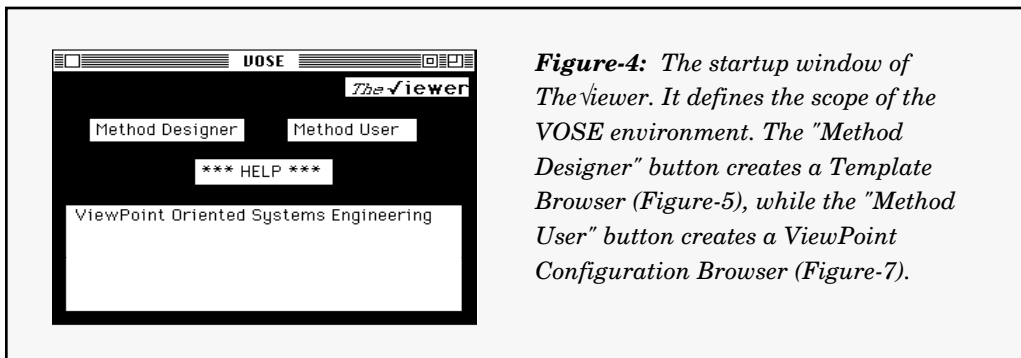 VOSE
The√iewer
Method Designer
Method User
*** HELP ***
ViewPoint Oriented Systems Engineering
Figure-4: The startup window of
The√iewer. It defines the scope of the
VOSE environment. The "Method
Designer" button creates a Template
Browser (Figure-5), while the "Method
User" button creates a ViewPoint
Configuration Browser (Figure-7).